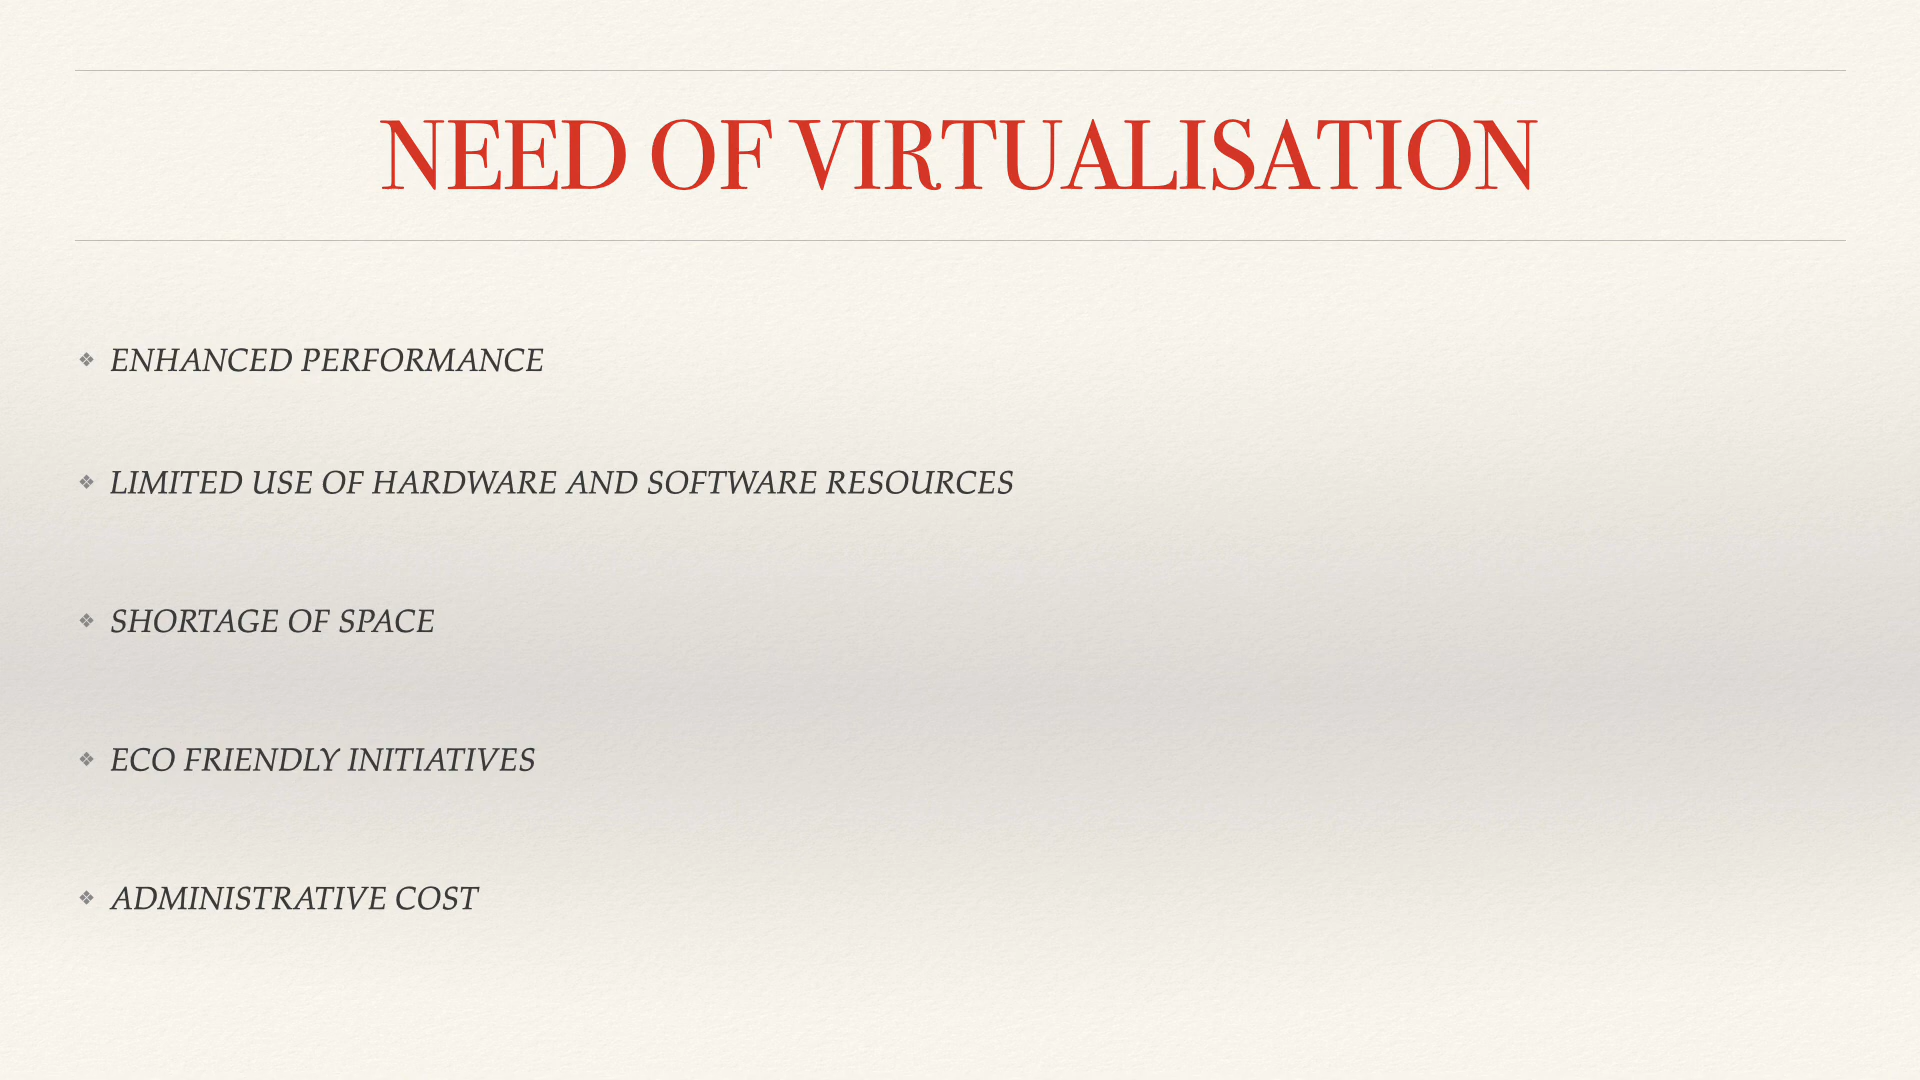 NEED OF VIRTUALISATION
❖ ENHANCED PERFORMANCE
❖ LIMITED USE OF HARDWARE AND SOFTWARE RESOURCES
❖ SHORTAGE OF SPACE
❖ ECO FRIENDLY INITIATIVES
❖ ADMINISTRATIVE COST